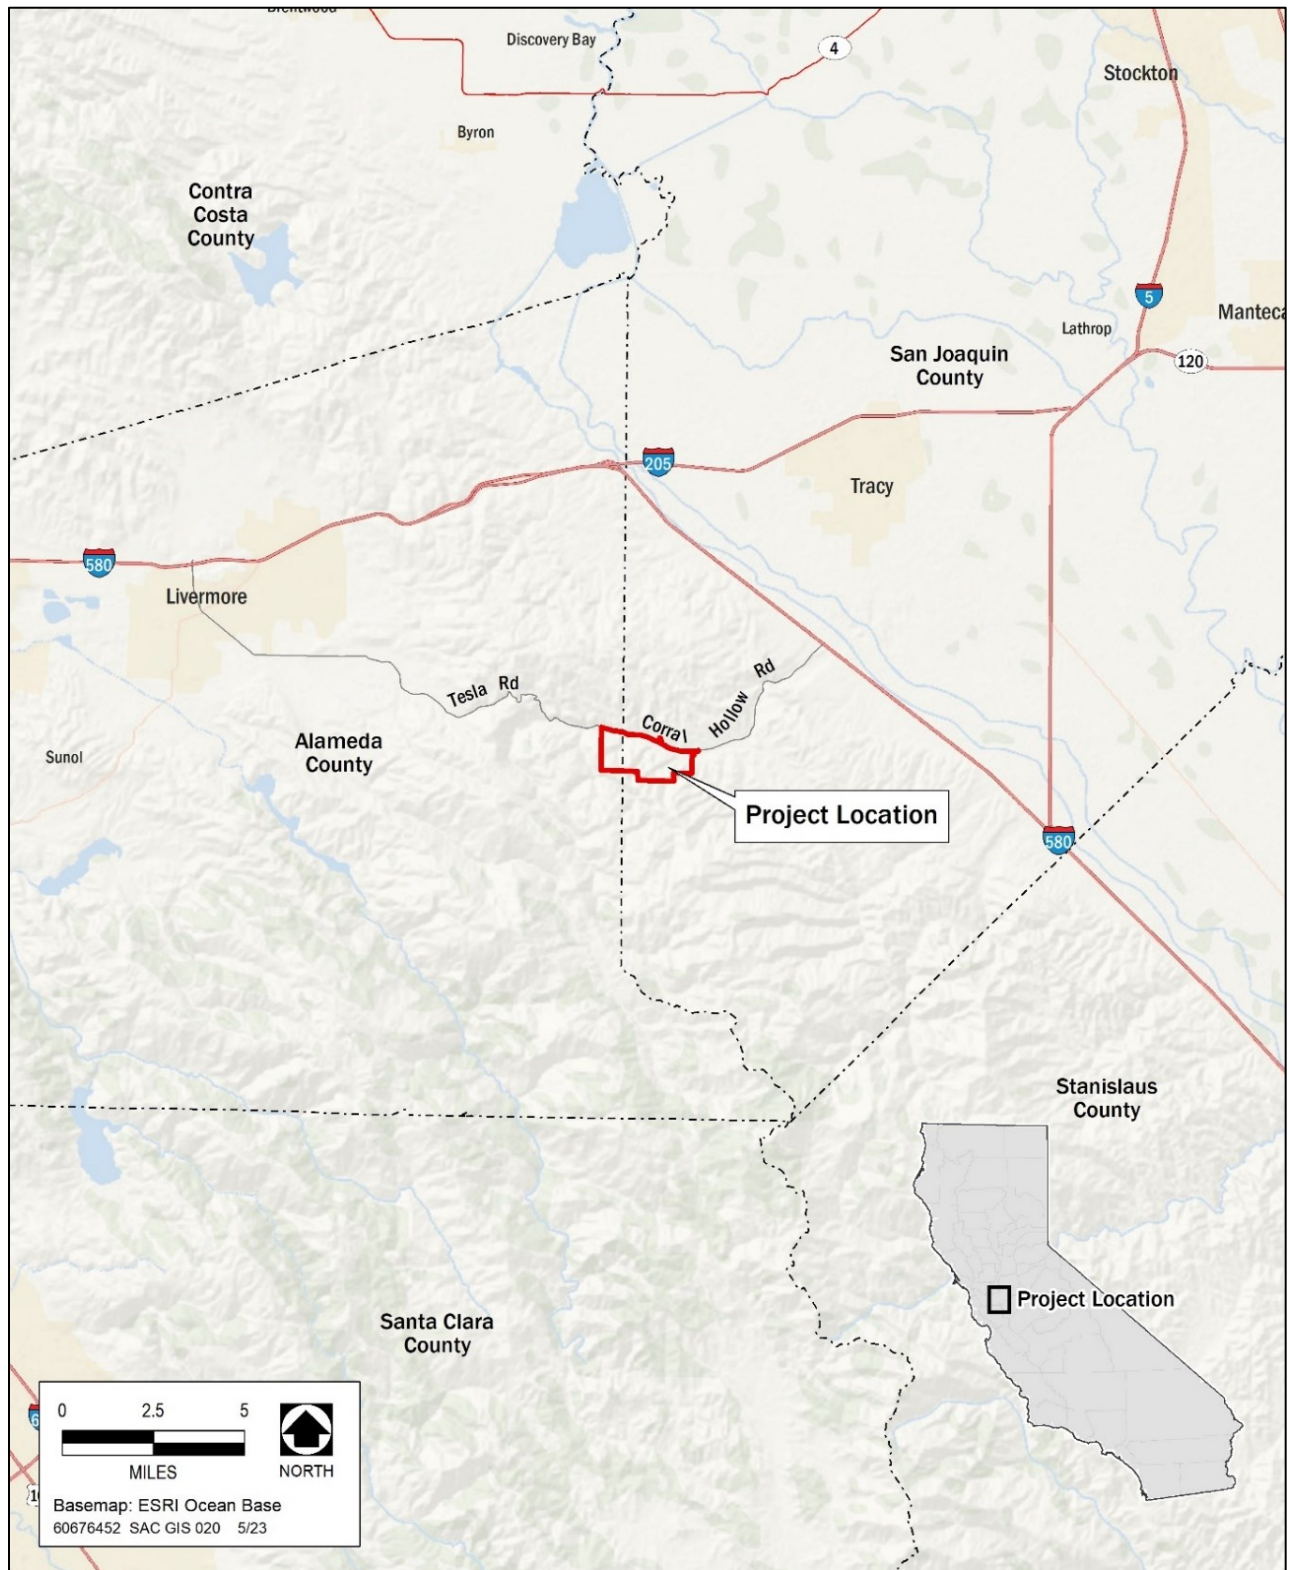 Brentwood
Discovery Bay
4
Stockton
Byron
Contra
Costa
County
5
Manteca
Lathrop
San Joaquin
County
120
205
Tracy
580
Livermore
Tesla Rd
Corral Hollow Rd
Alameda
County
Sunol
Project Location
580
Stanislaus
County
Project Location
Santa Clara
County
0 2.5 5
MILES
NORTH
Basemap: ESRI Ocean Base
60676452 SAC GIS 020 5/23